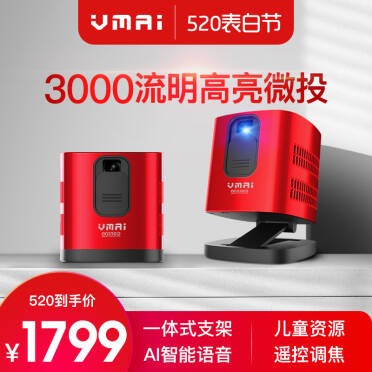 VMAI 520表白节
3000流明高亮微投
VMAI
VMAI
520到手价
¥1799
一体式支架 儿童资源
AI智能语音 遥控调焦